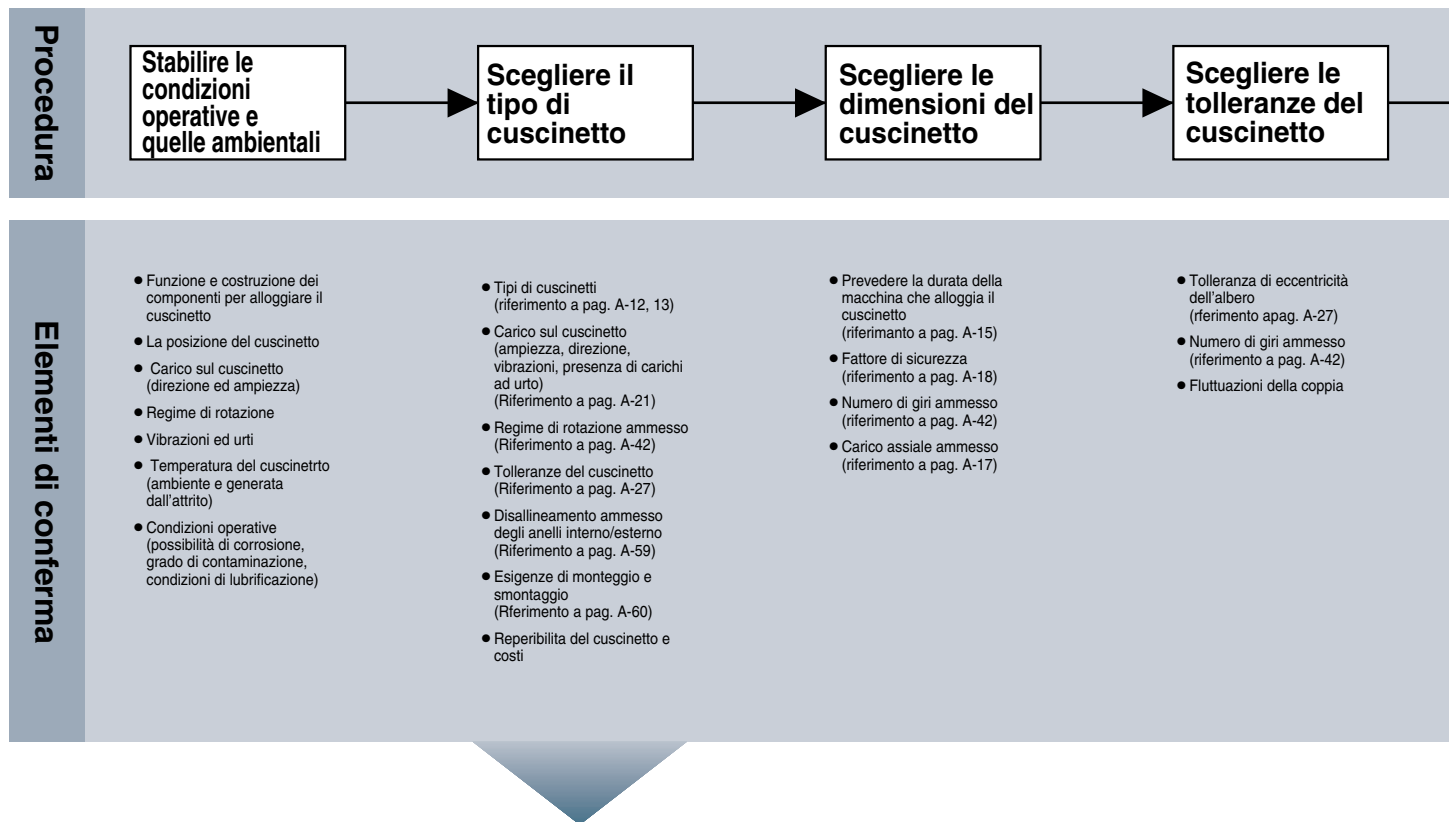 Procedura
Stabilire le
condizioni
operative e
quelle ambientali
Scegliere il
tipo di
cuscinetto
Scegliere le
dimensioni del
cuscinetto
Scegliere le
tolleranze del
cuscinetto
Elementi di conferma
● Funzione e costruzione dei
componenti per alloggiare il
cuscinetto
● La posizione del cuscinetto
● Carico sul cuscinetto
(direzione ed ampiezza)
● Regime di rotazione
● Vibrazioni ed urti
● Temperatura del cuscinetrto
(ambiente e generata
dall'attrito)
● Condizioni operative
(possibilità di corrosione,
grado di contaminazione,
condizioni di lubrificazione)
● Tipi di cuscinetti
(riferimento a pag. A-12, 13)
● Carico sul cuscinetto
(ampiezza, direzione,
vibrazioni, presenza di carichi
ad urto)
(Riferimento a pag. A-21)
● Regime di rotazione ammesso
(Riferimento a pag. A-42)
● Tolleranze del cuscinetto
(Riferimento a pag. A-27)
● Disallineamento ammesso
degli anelli interno/esterno
(Riferimento a pag. A-59)
● Esigenze di monteggio e
smontaggio
(Rferimento a pag. A-60)
● Reperibilita del cuscinetto e
costi
● Prevedere la durata della
macchina che alloggia il
cuscinetto
(riferimanto a pag. A-15)
● Fattore di sicurezza
(riferimento a pag. A-18)
● Numero di giri ammesso
(riferimento a pag. A-42)
● Carico assiale ammesso
(riferimento a pag. A-17)
● Tolleranza di eccentricità
dell'albero
(rferimento apag. A-27)
● Numero di giri ammesso
(riferimento a pag. A-42)
● Fluttuazioni della coppia